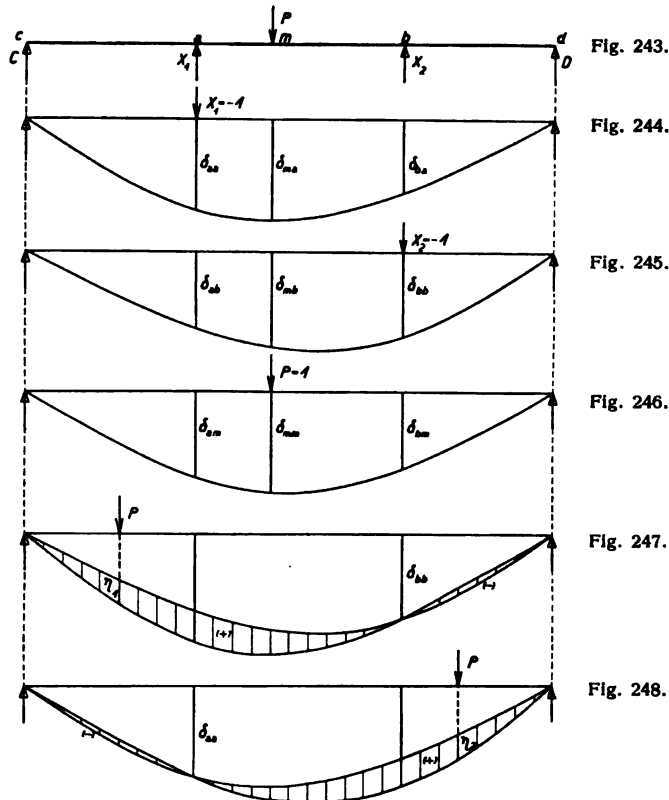 c a P m b d Fig. 243.
C X₁ X₂ D
X₁=-1 Fig. 244.
δaa δma δba
X₂=-1 Fig. 245.
δab δmb δbb
P=1 Fig. 246.
δam δmm δbm
P Fig. 247.
η₁ (+) δbb (-)
P Fig. 248.
(-) δaa (+) η₂